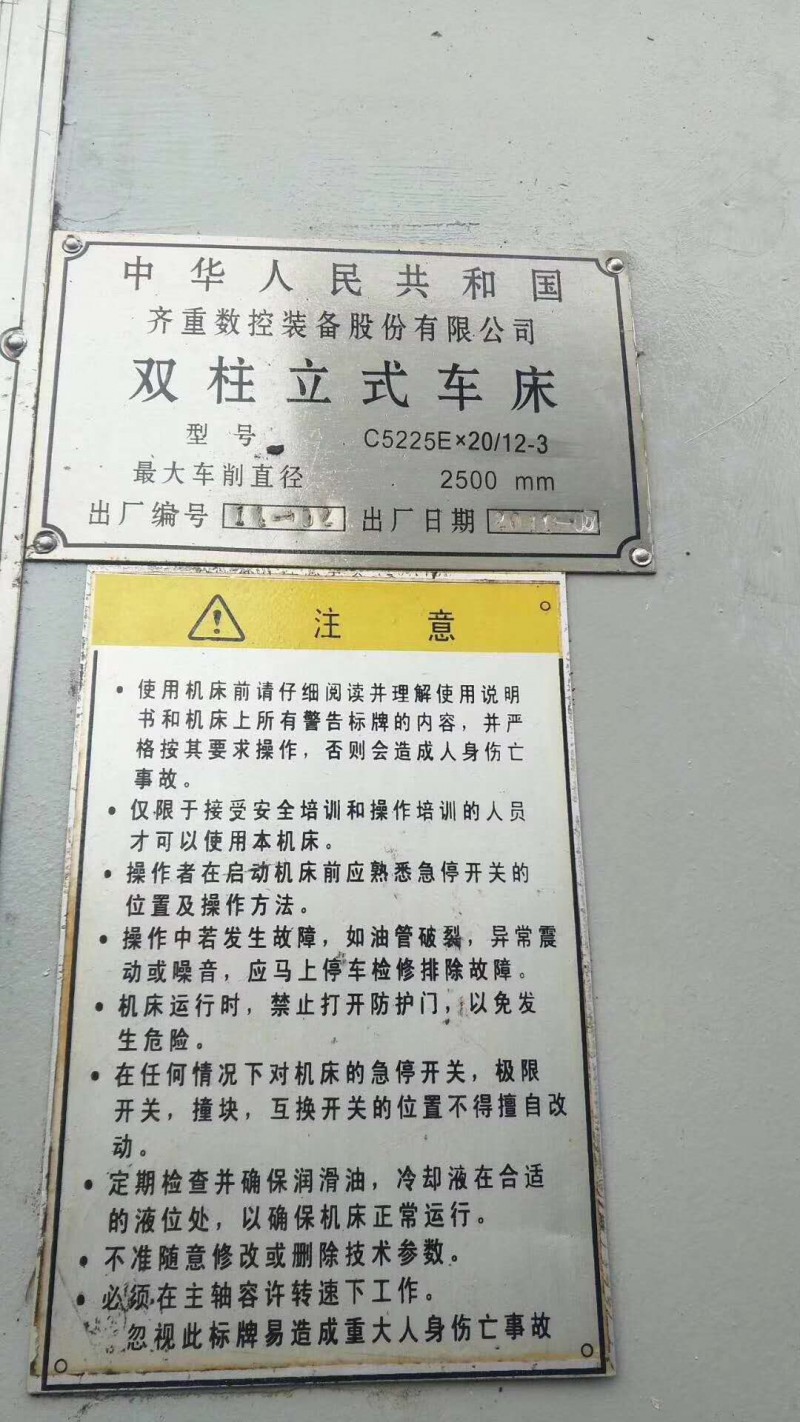 中华人民共和国
齐重数控装备股份有限公司
双柱立式车床
型号 C5225E×20/12-3
最大车削直径 2500 mm
出厂编号 出厂日期
注意
• 使用机床前请仔细阅读并理解使用说明
书和机床上所有警告标牌的内容，并严
格按其要求操作，否则会造成人身伤亡
事故。
• 仅限于接受安全培训和操作培训的人员
才可以使用本机床。
• 操作者在启动机床前应熟悉急停开关的
位置及操作方法。
• 操作中若发生故障，如油管破裂，异常震
动或噪音，应马上停车检修排除故障。
• 机床运行时，禁止打开防护门，以免发
生危险。
• 在任何情况下对机床的急停开关，极限
开关，撞块，互换开关的位置不得擅自改
动。
• 定期检查并确保润滑油，冷却液在合适
的液位处，以确保机床正常运行。
• 不准随意修改或删除技术参数。
• 必须在主轴容许转速下工作。
忽视此标牌易造成重大人身伤亡事故